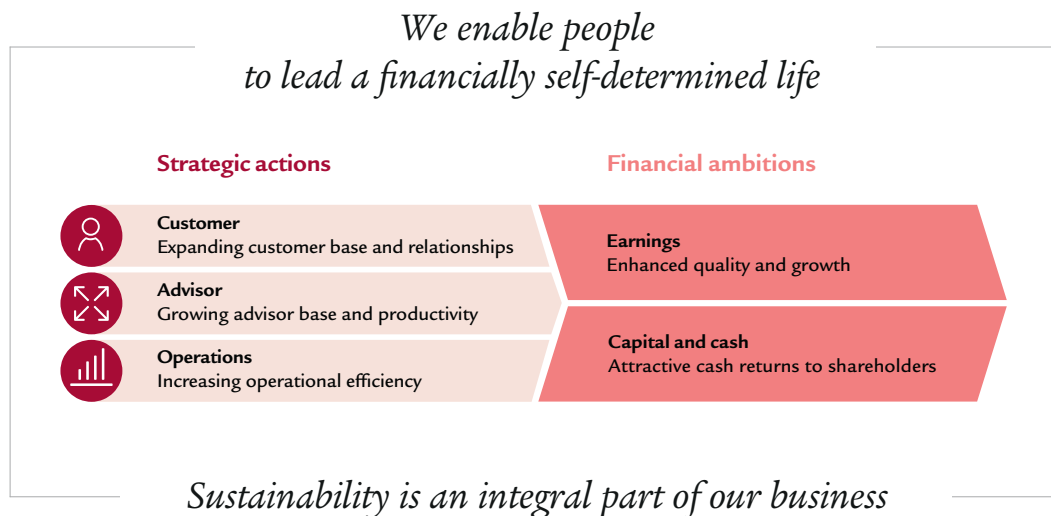 We enable people
to lead a financially self-determined life
Strategic actions
Customer
Expanding customer base and relationships
Advisor
Growing advisor base and productivity
Operations
Increasing operational efficiency
Financial ambitions
Earnings
Enhanced quality and growth
Capital and cash
Attractive cash returns to shareholders
Sustainability is an integral part of our business